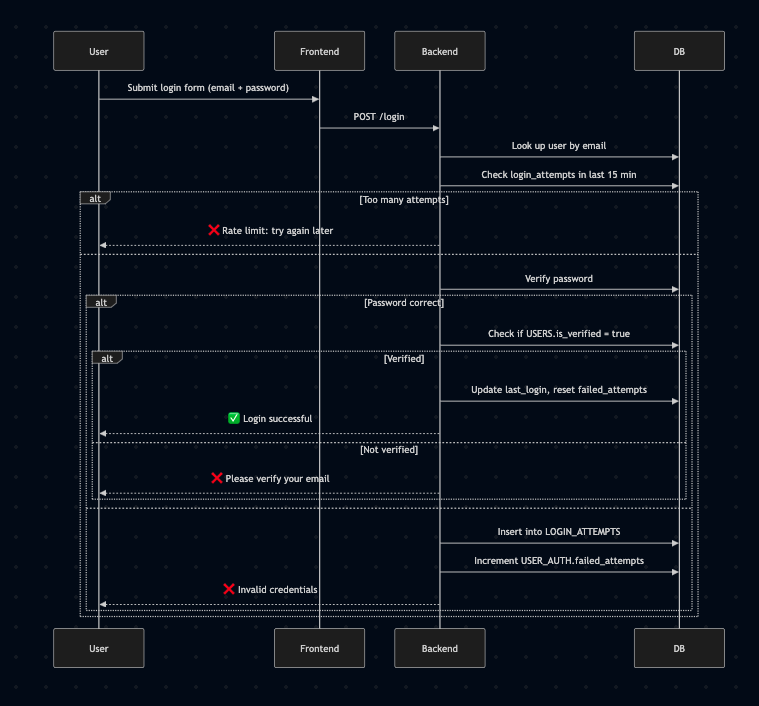 User Frontend Backend DB
Submit login form (email + password)
POST /login
Look up user by email
Check login_attempts in last 15 min
alt [Too many attempts]
❌ Rate limit: try again later
Verify password
alt [Password correct]
Check if USERS.is_verified = true
alt [Verified]
Update last_login, reset failed_attempts
✅ Login successful
[Not verified]
❌ Please verify your email
Insert into LOGIN_ATTEMPTS
Increment USER_AUTH.failed_attempts
❌ Invalid credentials
User Frontend Backend DB